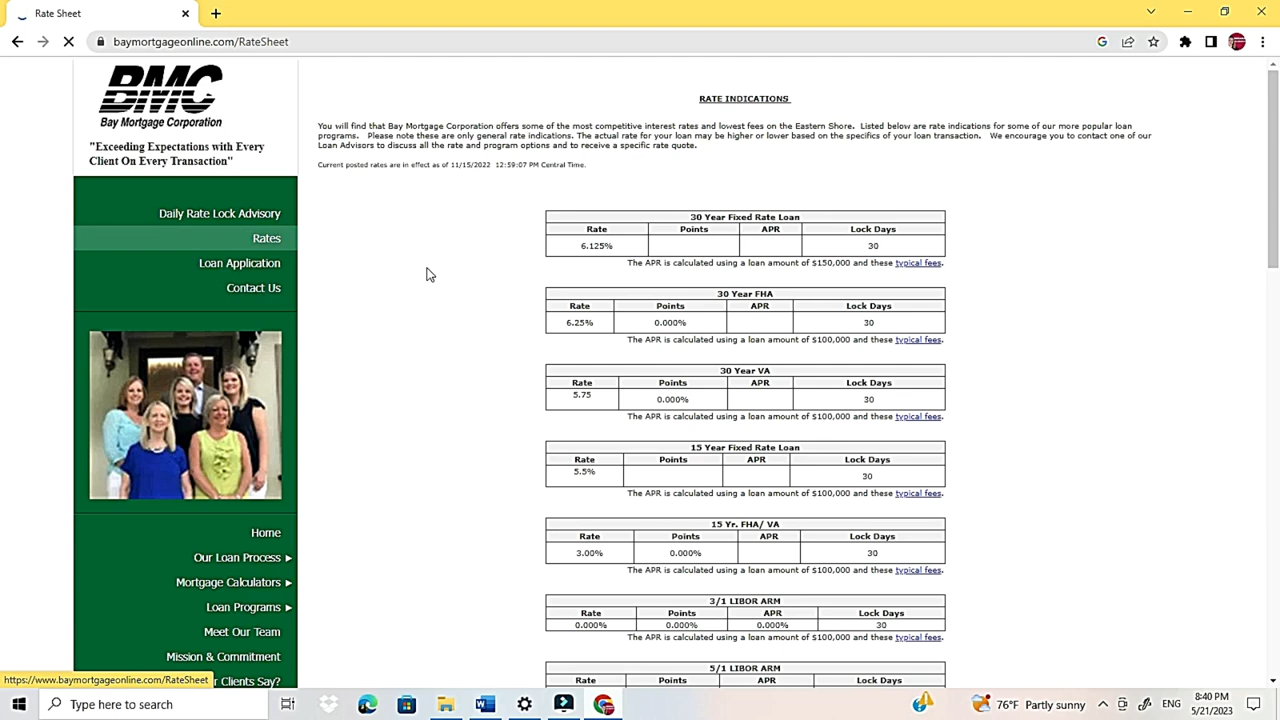 Rate Sheet
baymortgageonline.com/RateSheet
BMC
Bay Mortgage Corporation
"Exceeding Expectations with Every
Client On Every Transaction"
Daily Rate Lock Advisory
Rates
Loan Application
Contact Us
Home
Our Loan Process
Mortgage Calculators
Loan Programs
Meet Our Team
Mission & Commitment
r Clients Say?
RATE INDICATIONS
You will find that Bay Mortgage Corporation offers some of the most competitive interest rates and lowest fees on the Eastern Shore. Listed below are rate indications for some of our more popular loan
programs. Please note these are only general rate indications. The actual rate for your loan may be higher or lower based on the specifics of your loan transaction. We encourage you to contact one of our
Loan Advisors to discuss all the rate and program options and to receive a specific rate quote.
Current posted rates are in effect as of 11/15/2022 12:59:07 PM Central Time.
30 Year Fixed Rate Loan
Rate Points APR Lock Days
6.125% 30
The APR is calculated using a loan amount of $150,000 and these typical fees.
30 Year FHA
Rate Points APR Lock Days
6.25% 0.000% 30
The APR is calculated using a loan amount of $100,000 and these typical fees.
30 Year VA
Rate Points APR Lock Days
5.75 0.000% 30
The APR is calculated using a loan amount of $100,000 and these typical fees.
15 Year Fixed Rate Loan
Rate Points APR Lock Days
5.5% 30
The APR is calculated using a loan amount of $100,000 and these typical fees.
15 Yr. FHA/ VA
Rate Points APR Lock Days
3.00% 0.000% 30
The APR is calculated using a loan amount of $100,000 and these typical fees.
3/1 LIBOR ARM
Rate Points APR Lock Days
0.000% 0.000% 0.000% 30
The APR is calculated using a loan amount of $100,000 and these typical fees.
5/1 LIBOR ARM
Rate Points APR Lock Days
https://www.baymortgageonline.com/RateSheet
Type here to search
76°F Partly sunny
ENG
8:40 PM
5/21/2023